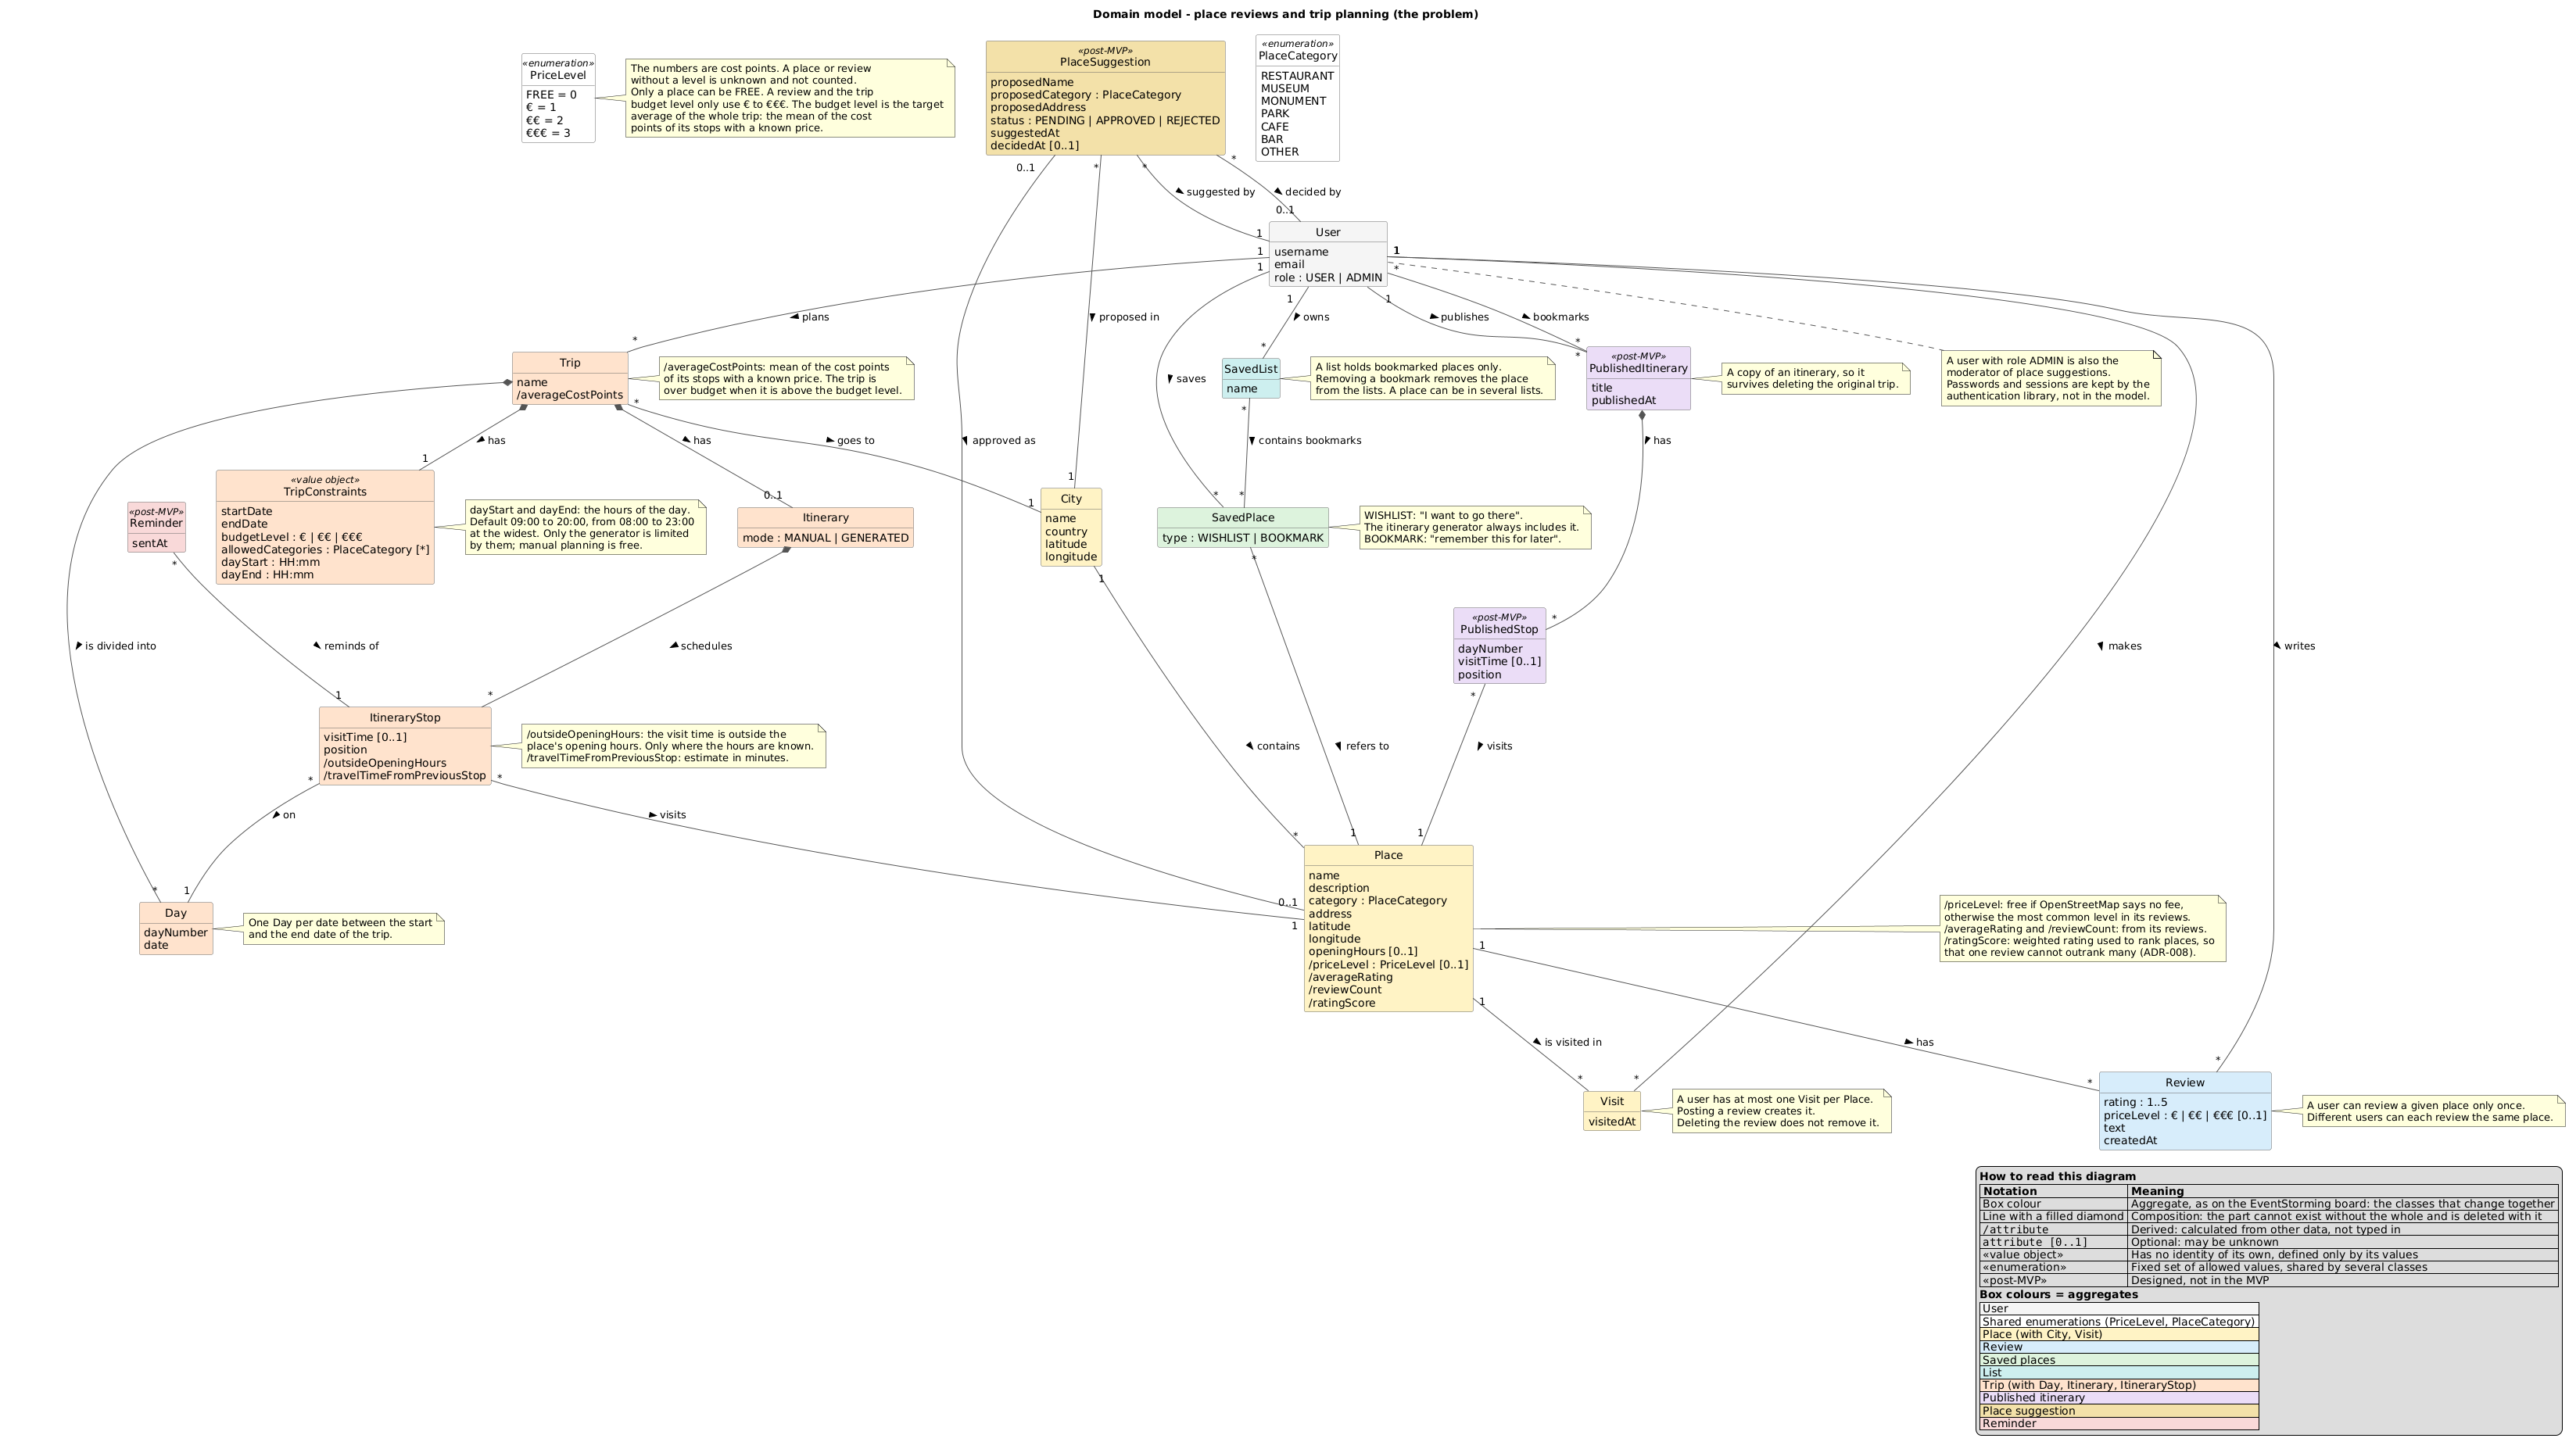 Domain model - place reviews and trip planning (the problem)
«enumeration»
PriceLevel
FREE = 0
€ = 1
€€ = 2
€€€ = 3
The numbers are cost points. A place or review
without a level is unknown and not counted.
Only a place can be FREE. A review and the trip
budget level only use € to €€€. The budget level is the target
average of the whole trip: the mean of the cost
points of its stops with a known price.
«post-MVP»
PlaceSuggestion
proposedName
proposedCategory : PlaceCategory
proposedAddress
status : PENDING | APPROVED | REJECTED
suggestedAt
decidedAt [0..1]
«enumeration»
PlaceCategory
RESTAURANT
MUSEUM
MONUMENT
PARK
CAFE
BAR
OTHER
0..1
*
*
*
suggested by
decided by
0..1
1
User
username
email
role : USER | ADMIN
1
1
1
*
1
1
plans
proposed in
saves
owns
publishes
bookmarks
*
*
*
*
Trip
name
/averageCostPoints
/averageCostPoints: mean of the cost points
of its stops with a known price. The trip is
over budget when it is above the budget level.
*
SavedList
name
A list holds bookmarked places only.
Removing a bookmark removes the place
from the lists. A place can be in several lists.
«post-MVP»
PublishedItinerary
title
publishedAt
A copy of an itinerary, so it
survives deleting the original trip.
A user with role ADMIN is also the
moderator of place suggestions.
Passwords and sessions are kept by the
authentication library, not in the model.
*
has
has
goes to
approved as
contains bookmarks
has
1
0..1
1
1
*
*
«post-MVP»
Reminder
sentAt
*
«value object»
TripConstraints
startDate
endDate
budgetLevel : € | €€ | €€€
allowedCategories : PlaceCategory [*]
dayStart : HH:mm
dayEnd : HH:mm
dayStart and dayEnd: the hours of the day.
Default 09:00 to 20:00, from 08:00 to 23:00
at the widest. Only the generator is limited
by them; manual planning is free.
Itinerary
mode : MANUAL | GENERATED
City
name
country
latitude
longitude
1
SavedPlace
type : WISHLIST | BOOKMARK
*
WISHLIST: "I want to go there".
The itinerary generator always includes it.
BOOKMARK: "remember this for later".
*
«post-MVP»
PublishedStop
dayNumber
visitTime [0..1]
position
*
is divided into
reminds of
schedules
makes
writes
1
*
ItineraryStop
visitTime [0..1]
position
/outsideOpeningHours
/travelTimeFromPreviousStop
*
*
/outsideOpeningHours: the visit time is outside the
place's opening hours. Only where the hours are known.
/travelTimeFromPreviousStop: estimate in minutes.
contains
refers to
visits
on
visits
*
1
*
1
1
0..1
1
Day
dayNumber
date
One Day per date between the start
and the end date of the trip.
Place
name
description
category : PlaceCategory
address
latitude
longitude
openingHours [0..1]
/priceLevel : PriceLevel [0..1]
/averageRating
/reviewCount
/ratingScore
1
1
/priceLevel: free if OpenStreetMap says no fee,
otherwise the most common level in its reviews.
/averageRating and /reviewCount: from its reviews.
/ratingScore: weighted rating used to rank places, so
that one review cannot outrank many (ADR-008).
is visited in
has
*
*
*
*
Visit
visitedAt
A user has at most one Visit per Place.
Posting a review creates it.
Deleting the review does not remove it.
Review
rating : 1..5
priceLevel : € | €€ | €€€ [0..1]
text
createdAt
A user can review a given place only once.
Different users can each review the same place.
How to read this diagram
Notation Meaning
Box colour Aggregate, as on the EventStorming board: the classes that change together
Line with a filled diamond Composition: the part cannot exist without the whole and is deleted with it
/attribute Derived: calculated from other data, not typed in
attribute [0..1] Optional: may be unknown
«value object» Has no identity of its own, defined only by its values
«enumeration» Fixed set of allowed values, shared by several classes
«post-MVP» Designed, not in the MVP
Box colours = aggregates
User
Shared enumerations (PriceLevel, PlaceCategory)
Place (with City, Visit)
Review
Saved places
List
Trip (with Day, Itinerary, ItineraryStop)
Published itinerary
Place suggestion
Reminder